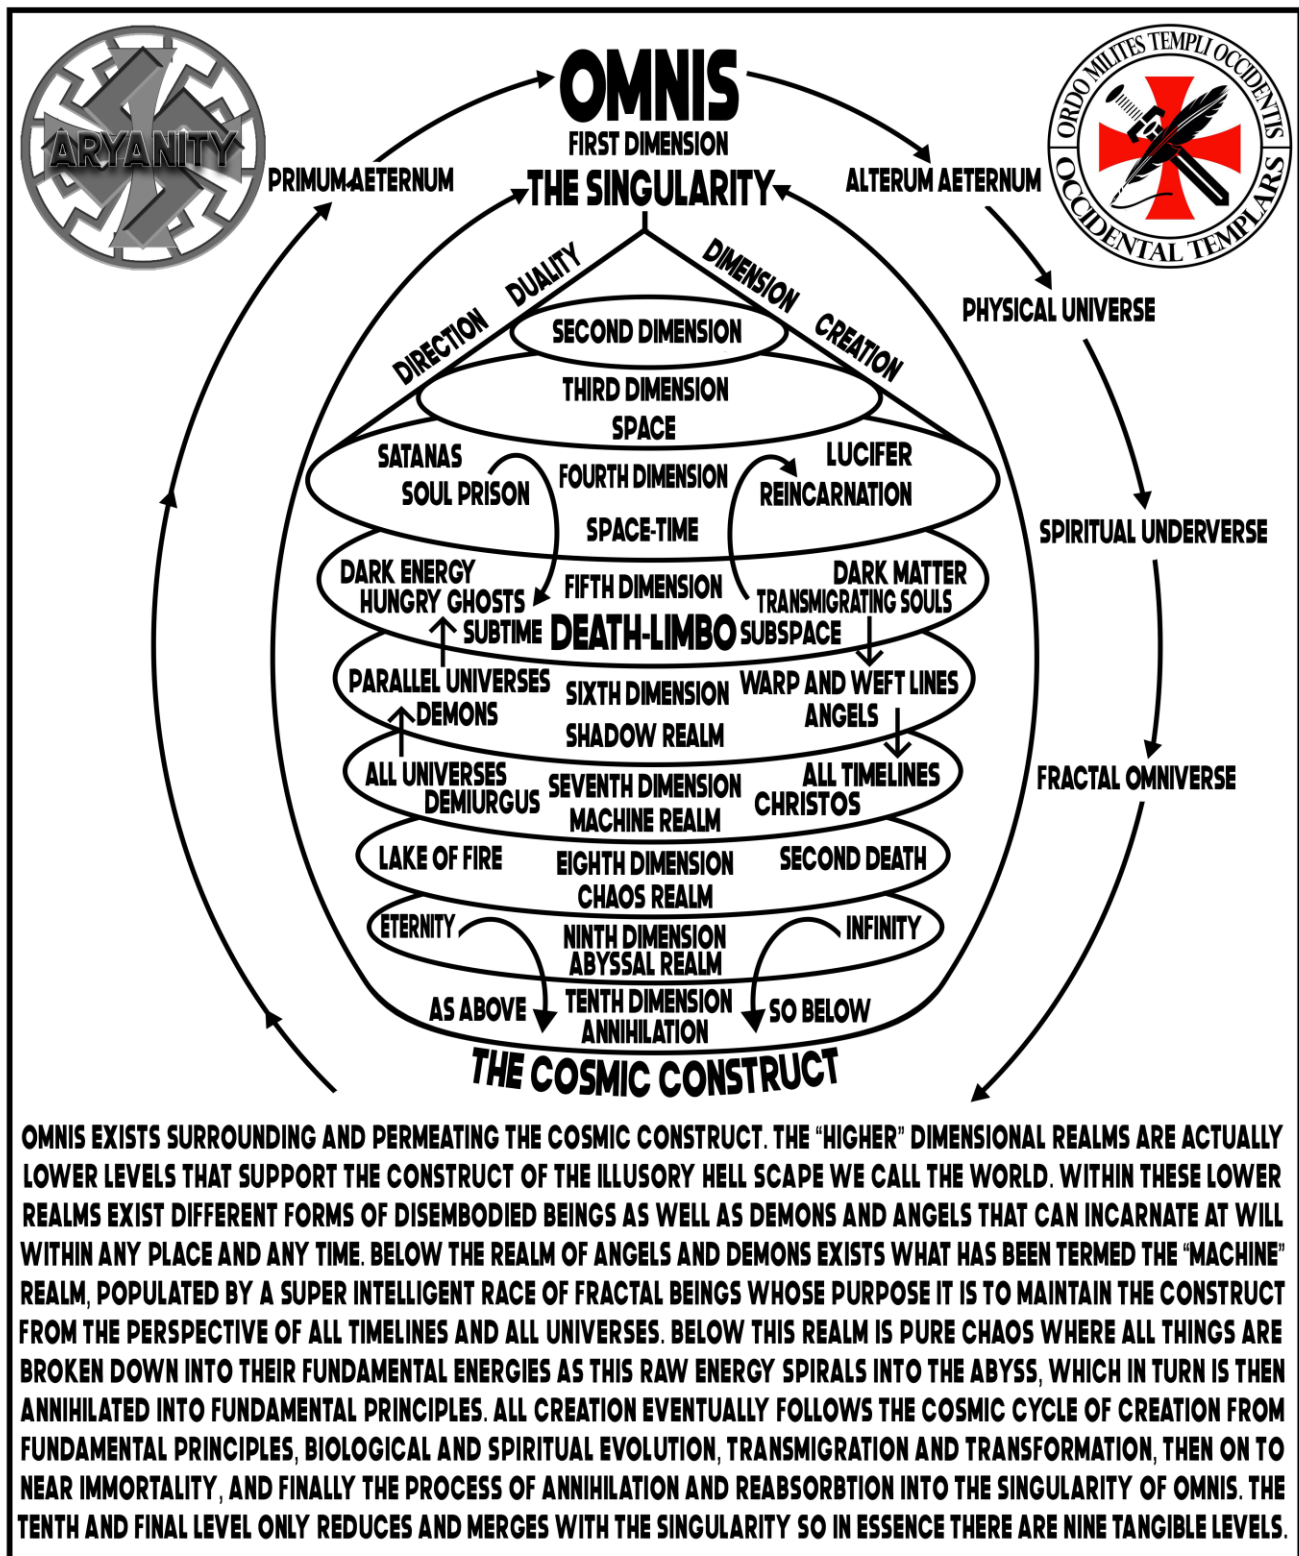 ARYANITY
ORDO MILITES TEMPLI OCCIDENTIS
OCCIDENTAL TEMPLARS
OMNIS
FIRST DIMENSION
THE SINGULARITY
PRIMUM AETERNUM
ALTERUM AETERNUM
PHYSICAL UNIVERSE
SPIRITUAL UNDERVERSE
FRACTAL OMNIVERSE
DIRECTION DUALITY
DIMENSION CREATION
SECOND DIMENSION
THIRD DIMENSION
SPACE
SATANAS
SOUL PRISON
FOURTH DIMENSION
SPACE-TIME
LUCIFER
REINCARNATION
DARK ENERGY
HUNGRY GHOSTS
SUBTIME
FIFTH DIMENSION
DEATH-LIMBO
DARK MATTER
TRANSMIGRATING SOULS
SUBSPACE
PARALLEL UNIVERSES
DEMONS
SIXTH DIMENSION
SHADOW REALM
WARP AND WEFT LINES
ANGELS
ALL UNIVERSES
DEMIURGUS
SEVENTH DIMENSION
MACHINE REALM
ALL TIMELINES
CHRISTOS
LAKE OF FIRE
EIGHTH DIMENSION
CHAOS REALM
SECOND DEATH
ETERNITY
NINTH DIMENSION
ABYSSAL REALM
INFINITY
AS ABOVE
TENTH DIMENSION
ANNIHILATION
SO BELOW
THE COSMIC CONSTRUCT
OMNIS EXISTS SURROUNDING AND PERMEATING THE COSMIC CONSTRUCT. THE “HIGHER” DIMENSIONAL REALMS ARE ACTUALLY
LOWER LEVELS THAT SUPPORT THE CONSTRUCT OF THE ILLUSORY HELL SCAPE WE CALL THE WORLD. WITHIN THESE LOWER
REALMS EXIST DIFFERENT FORMS OF DISEMBODIED BEINGS AS WELL AS DEMONS AND ANGELS THAT CAN INCARNATE AT WILL
WITHIN ANY PLACE AND ANY TIME. BELOW THE REALM OF ANGELS AND DEMONS EXISTS WHAT HAS BEEN TERMED THE “MACHINE”
REALM, POPULATED BY A SUPER INTELLIGENT RACE OF FRACTAL BEINGS WHOSE PURPOSE IT IS TO MAINTAIN THE CONSTRUCT
FROM THE PERSPECTIVE OF ALL TIMELINES AND ALL UNIVERSES. BELOW THIS REALM IS PURE CHAOS WHERE ALL THINGS ARE
BROKEN DOWN INTO THEIR FUNDAMENTAL ENERGIES AS THIS RAW ENERGY SPIRALS INTO THE ABYSS, WHICH IN TURN IS THEN
ANNIHILATED INTO FUNDAMENTAL PRINCIPLES. ALL CREATION EVENTUALLY FOLLOWS THE COSMIC CYCLE OF CREATION FROM
FUNDAMENTAL PRINCIPLES, BIOLOGICAL AND SPIRITUAL EVOLUTION, TRANSMIGRATION AND TRANSFORMATION, THEN ON TO
NEAR IMMORTALITY, AND FINALLY THE PROCESS OF ANNIHILATION AND REABSORBTION INTO THE SINGULARITY OF OMNIS. THE
TENTH AND FINAL LEVEL ONLY REDUCES AND MERGES WITH THE SINGULARITY SO IN ESSENCE THERE ARE NINE TANGIBLE LEVELS.